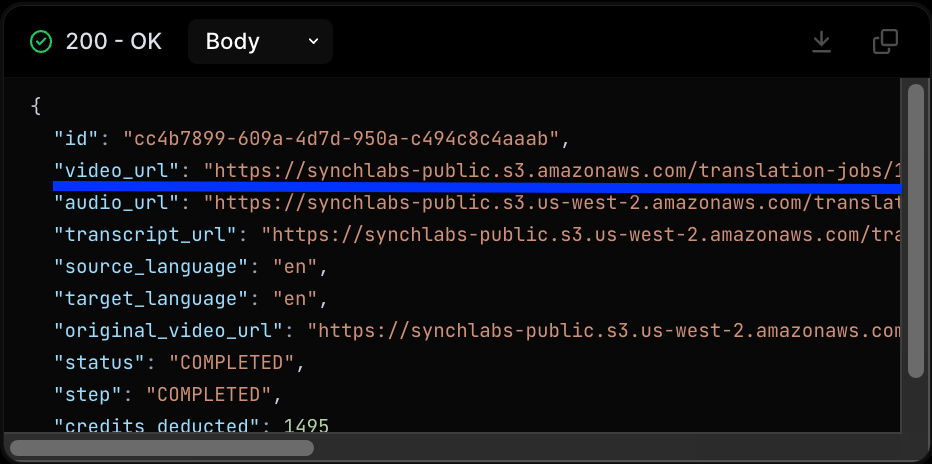 200 - OK Body
{
"id": "cc4b7899-609a-4d7d-950a-c494c8c4aaab",
"video_url": "https://synchlabs-public.s3.amazonaws.com/translation-jobs/1
"audio_url": "https://synchlabs-public.s3.us-west-2.amazonaws.com/translat
"transcript_url": "https://synchlabs-public.s3.us-west-2.amazonaws.com/tra
"source_language": "en",
"target_language": "en",
"original_video_url": "https://synchlabs-public.s3.us-west-2.amazonaws.com
"status": "COMPLETED",
"step": "COMPLETED",
"credits_deducted": 1495